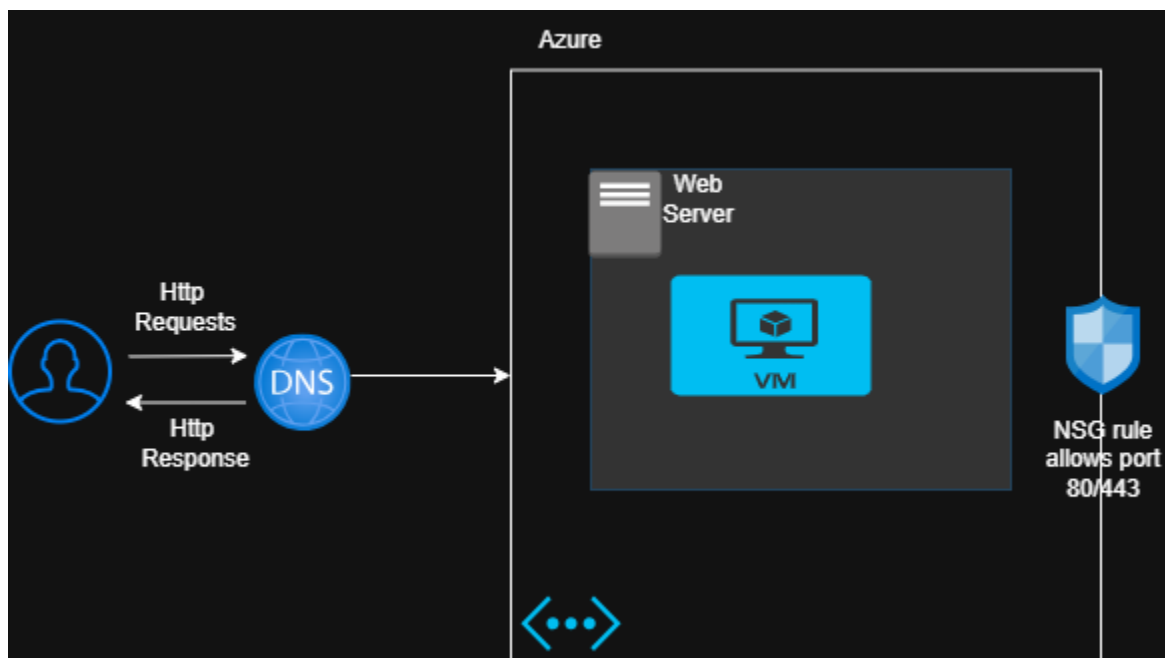 Azure
Web
Server
Http
Requests
DNS
Http
Response
VM
NSG rule
allows port
80/443